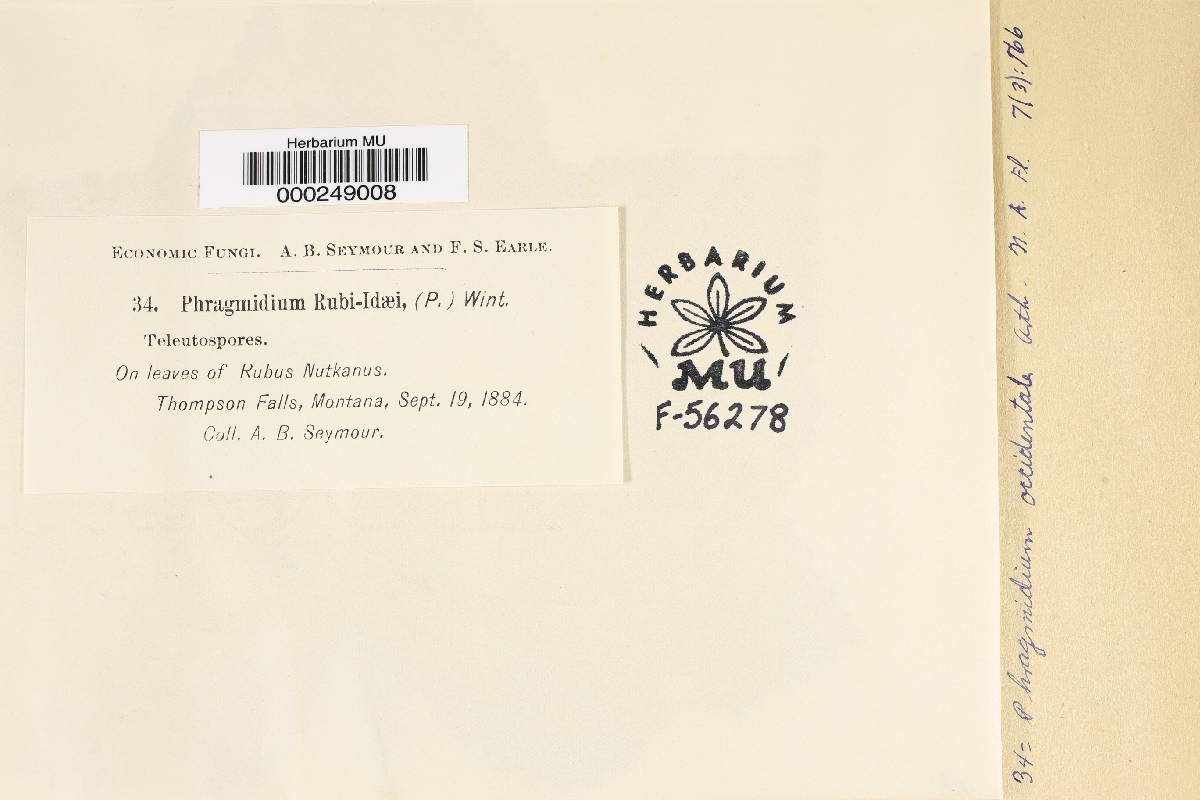 Herbarium MU
000249008
Economic Fungi. A. B. Seymour and F. S. Earle.
34. Phragmidium Rubi-Idæi, (P.) Wint.
Teleutospores.
On leaves of Rubus Nutkanus.
Thompson Falls, Montana, Sept. 19, 1884.
Coll. A. B. Seymour.
HERBARIUM
MU
F-56278
34 = Phragmidium occidentale Arth. N. A. Fl. 7(3):166